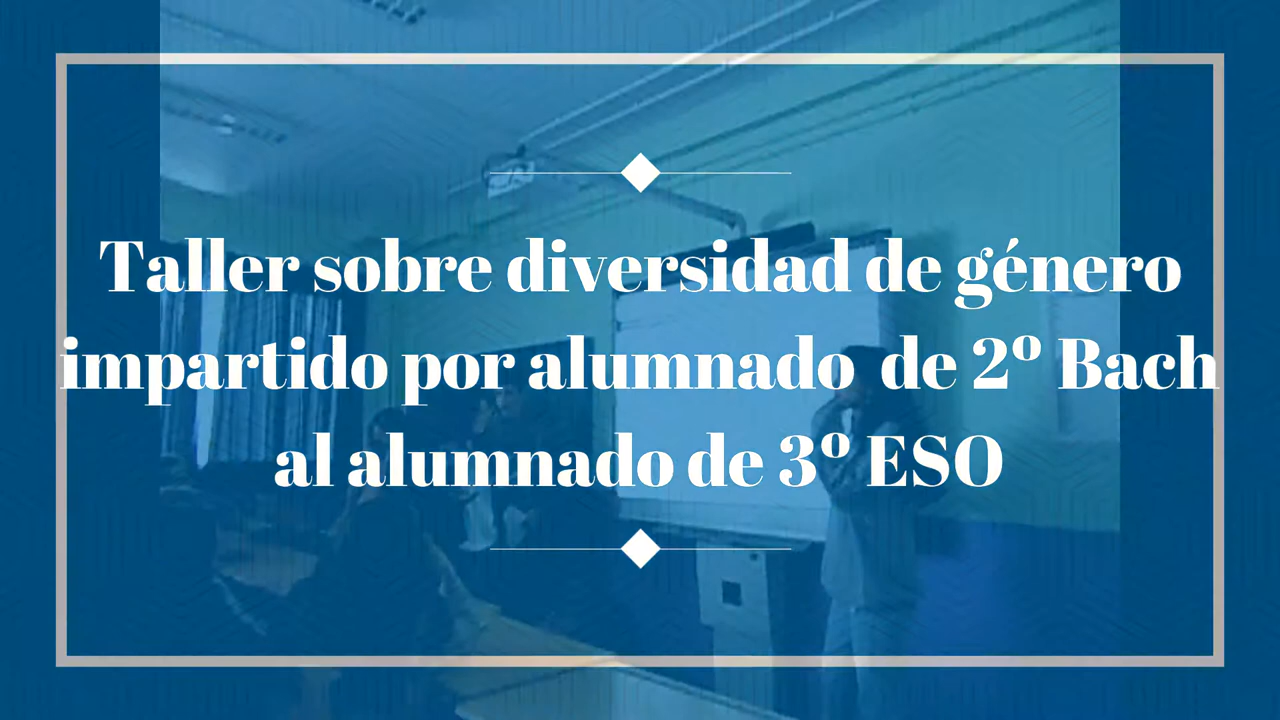 Taller sobre diversidad de género
impartido por alumnado de 2º Bach
al alumnado de 3º ESO